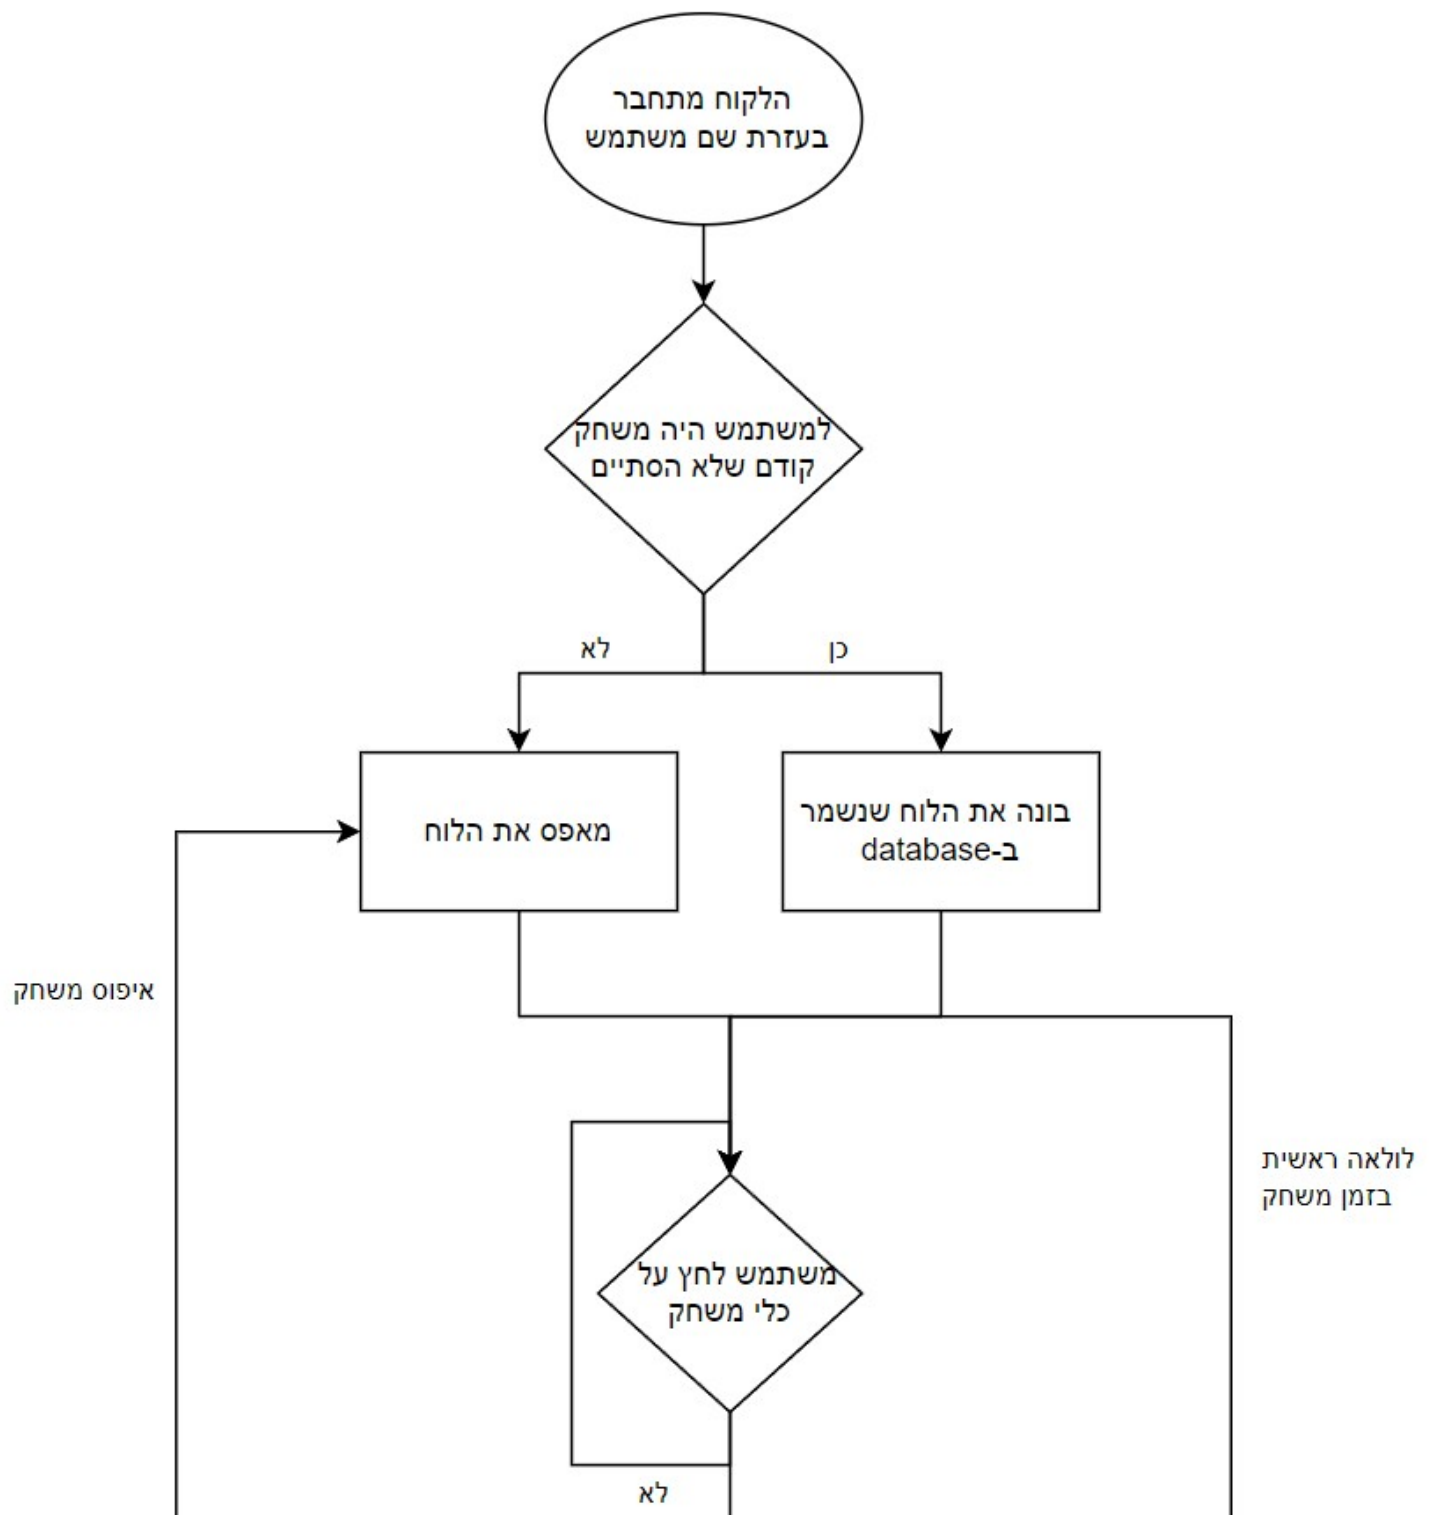 הלקוח מתחבר
בעזרת שם משתמש
למשתמש היה משחק
קודם שלא הסתיים
כן
לא
בונה את הלוח שנשמר
ב-database
מאפס את הלוח
איפוס משחק
לולאה ראשית
בזמן משחק
משתמש לחץ על
כלי משחק
לא